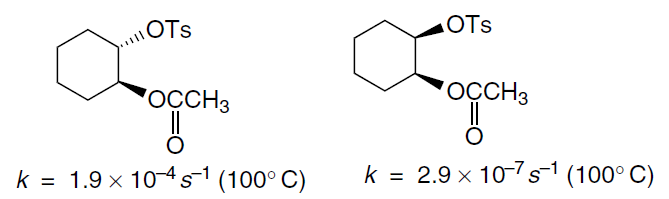 OTs
OCCH₃
O
k = 1.9 × 10⁻⁴ s⁻¹ (100° C)
OTs
OCCH₃
O
k = 2.9 × 10⁻⁷ s⁻¹ (100° C)